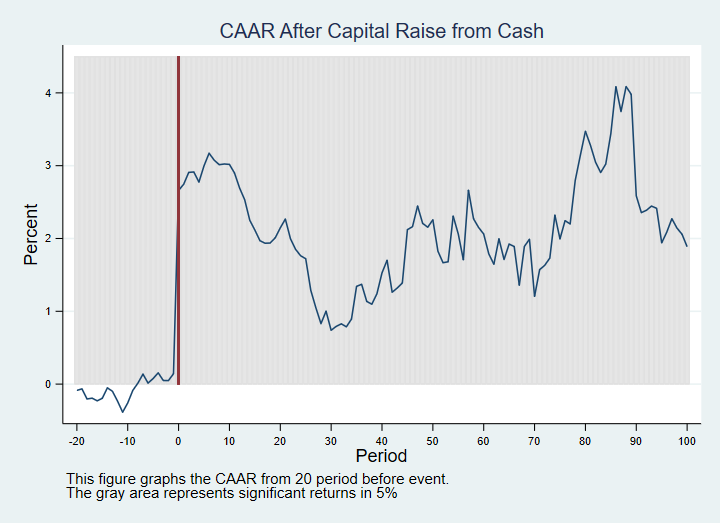 CAAR After Capital Raise from Cash
Percent
4
3
2
1
0
-20 -10 0 10 20 30 40 50 60 70 80 90 100
Period
This figure graphs the CAAR from 20 period before event.
The gray area represents significant returns in 5%